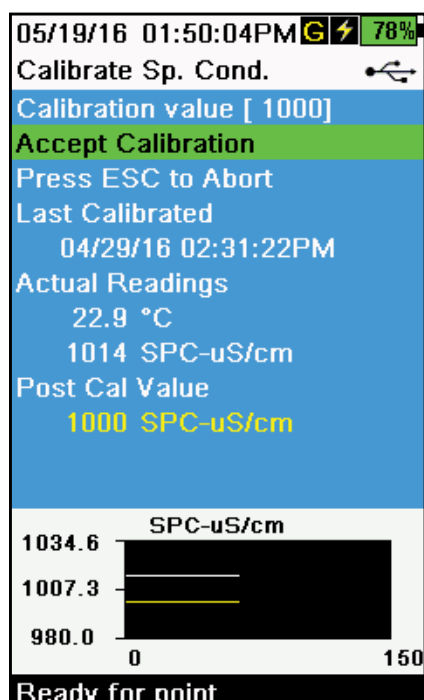 05/19/16 01:50:04PM G 78%
Calibrate Sp. Cond.
Calibration value [ 1000]
Accept Calibration
Press ESC to Abort
Last Calibrated
04/29/16 02:31:22PM
Actual Readings
22.9 °C
1014 SPC-uS/cm
Post Cal Value
1000 SPC-uS/cm
SPC-uS/cm
1034.6
1007.3
980.0
0 150
Ready for point